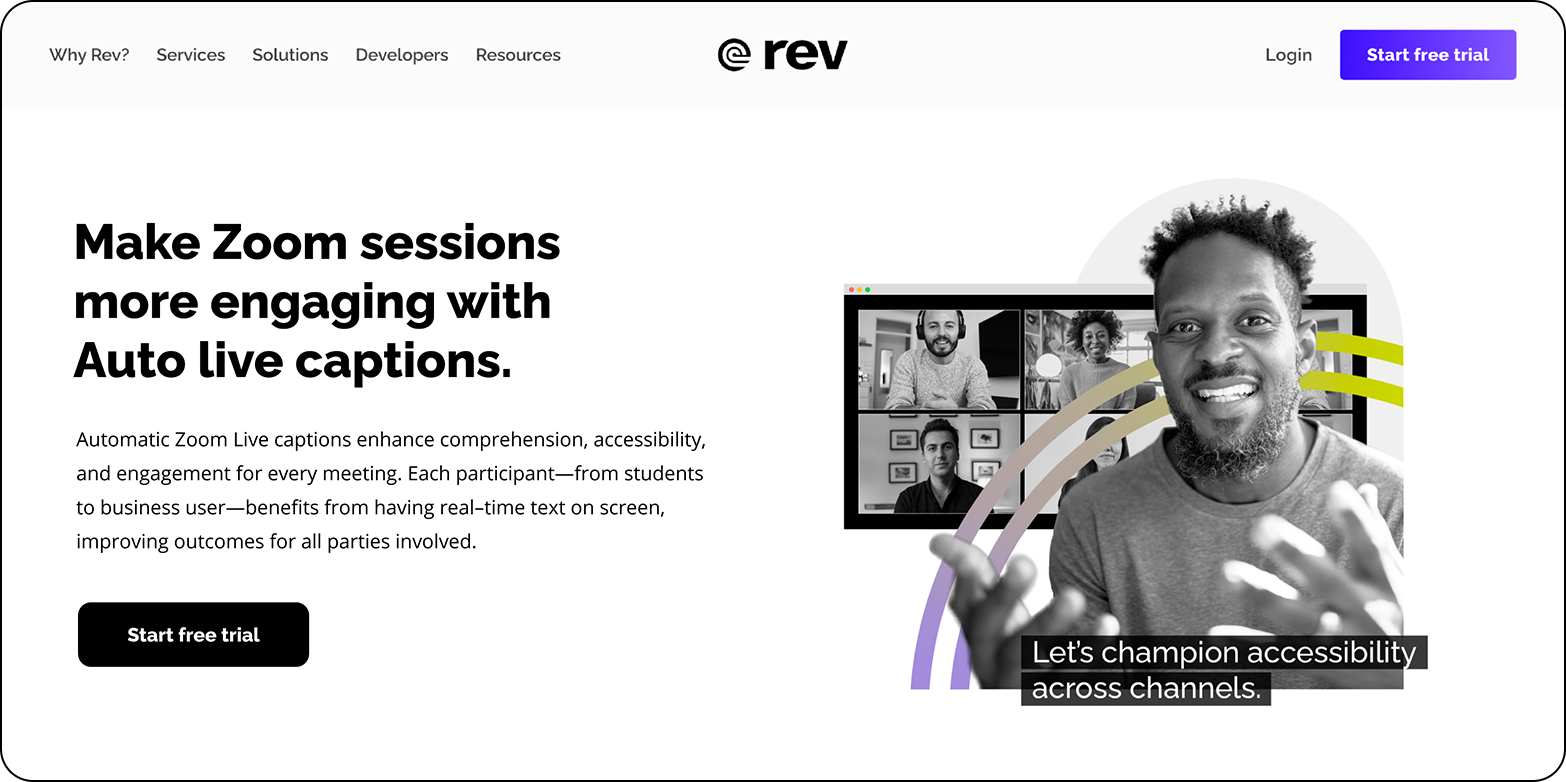 Why Rev? Services Solutions Developers Resources rev Login Start free trial
Make Zoom sessions
more engaging with
Auto live captions.
Automatic Zoom Live captions enhance comprehension, accessibility,
and engagement for every meeting. Each participant—from students
to business user—benefits from having real–time text on screen,
improving outcomes for all parties involved.
Start free trial
Let's champion accessibility
across channels.